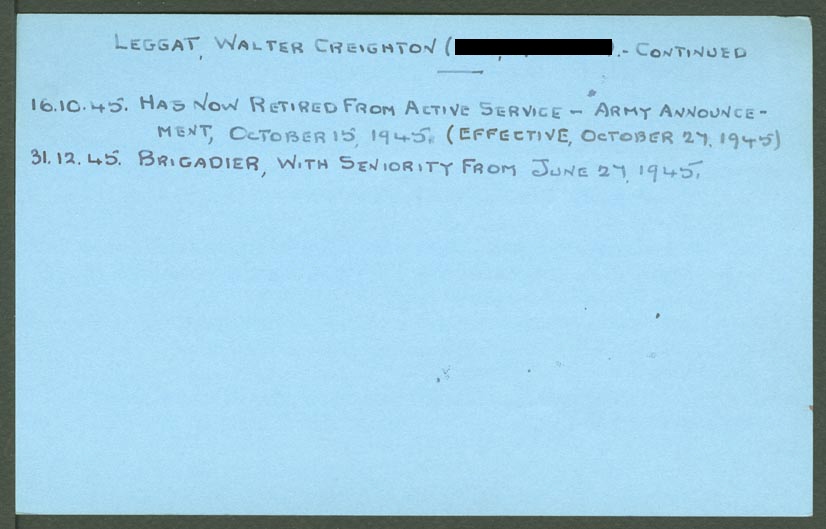 LEGGAT, WALTER CREIGHTON ( ).- CONTINUED
16.10.45. HAS NOW RETIRED FROM ACTIVE SERVICE - ARMY ANNOUNCE-
MENT, OCTOBER 15, 1945. (EFFECTIVE, OCTOBER 27, 1945)
31.12.45. BRIGADIER, WITH SENIORITY FROM JUNE 27, 1945.